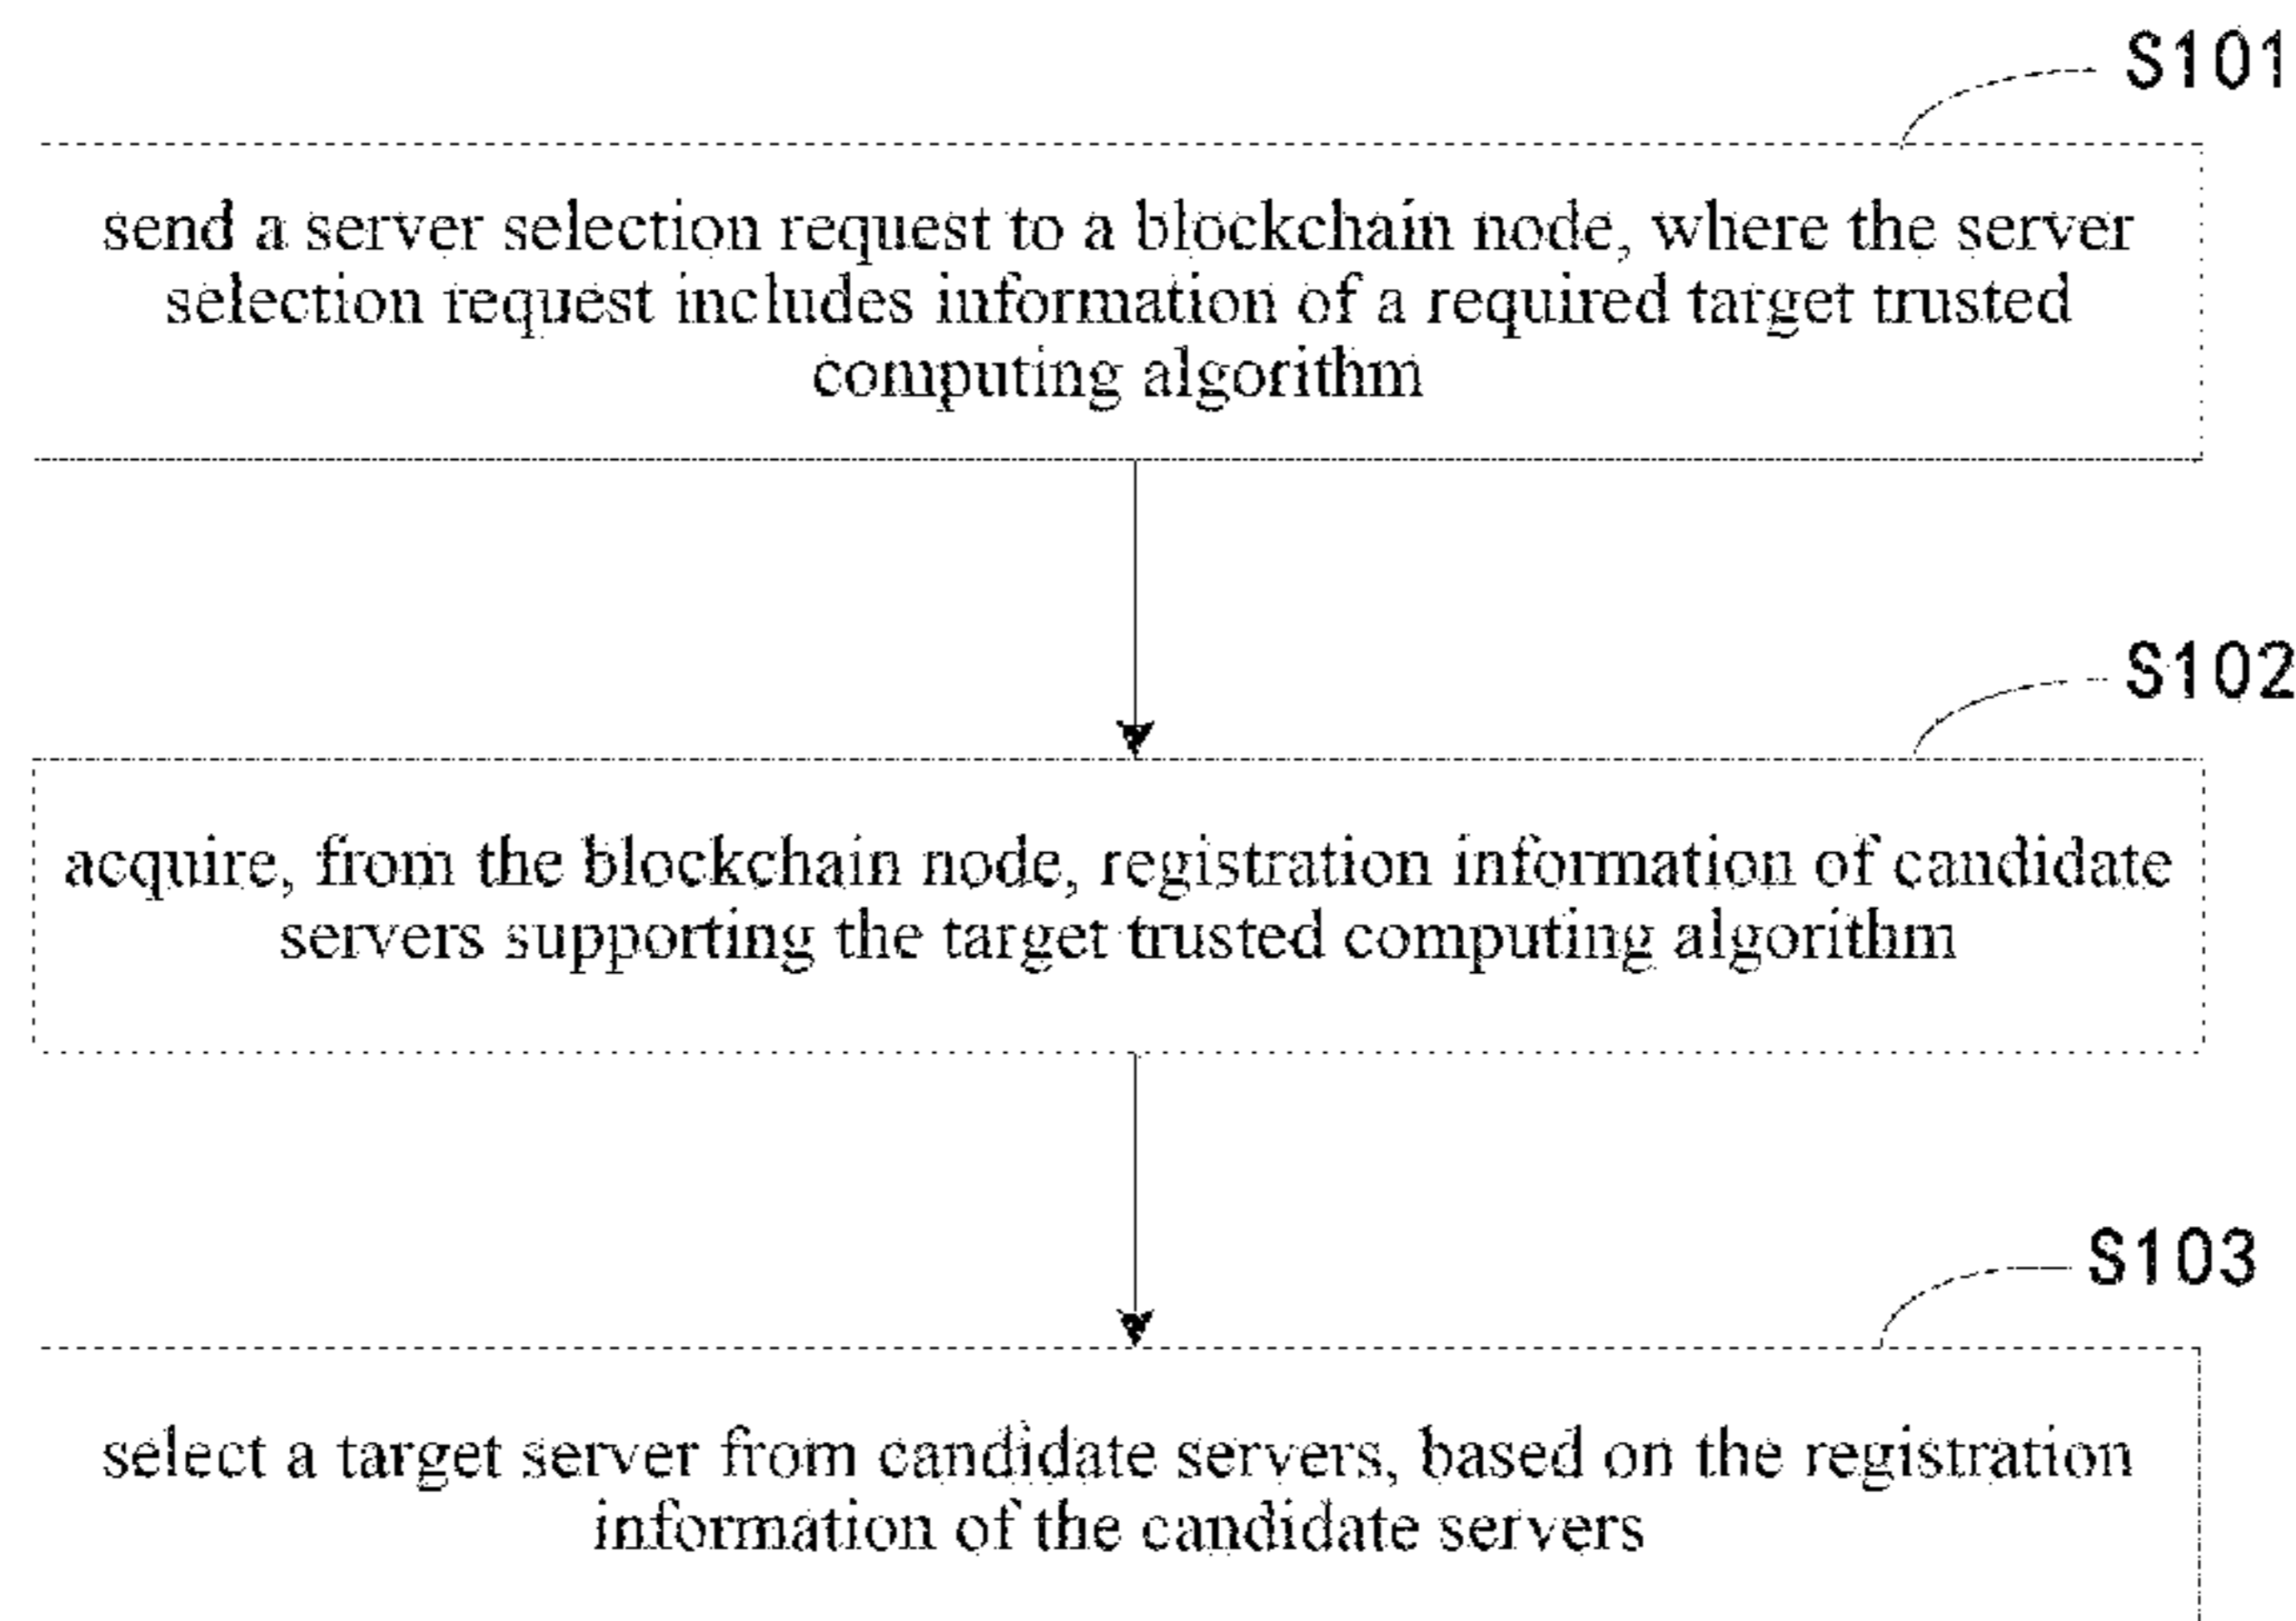 S101
send a server selection request to a blockchain node, where the server
selection request includes information of a required target trusted
computing algorithm
S102
acquire, from the blockchain node, registration information of candidate
servers supporting the target trusted computing algorithm
S103
select a target server from candidate servers, based on the registration
information of the candidate servers